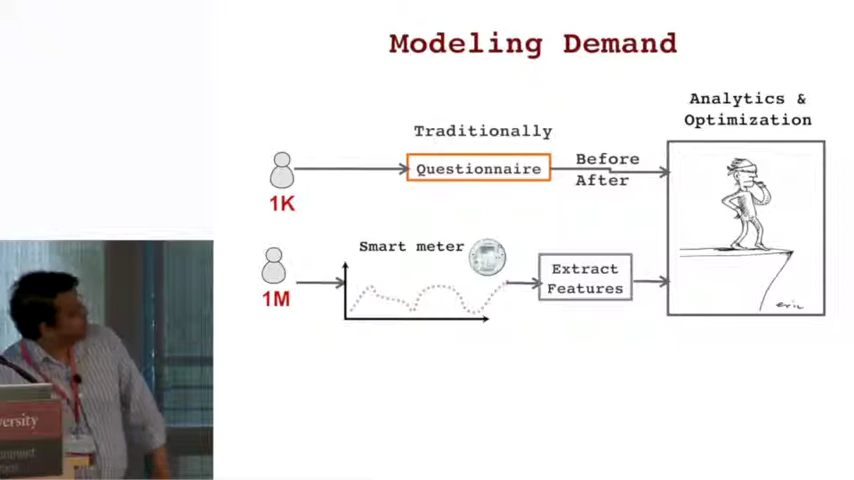 Modeling Demand
Analytics &
Optimization
Traditionally
Questionnaire
Before
After
1K
Smart meter
1M
Extract
Features